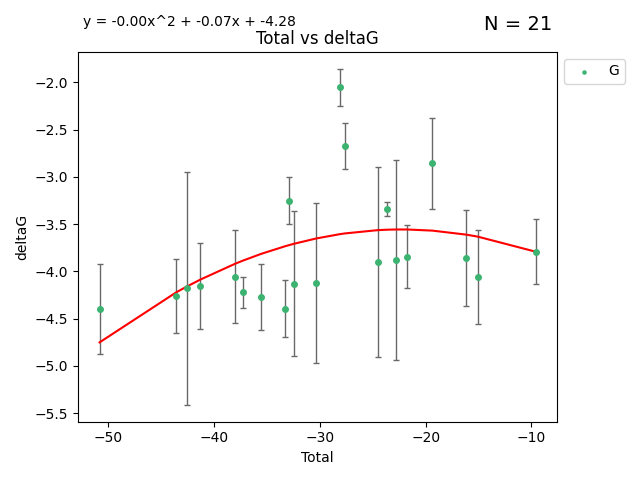 y = -0.00x^2 + -0.07x + -4.28
N = 21
Total vs deltaG
G
−2.0
−2.5
−3.0
−3.5
−4.0
−4.5
−5.0
−5.5
deltaG
−50 −40 −30 −20 −10
Total